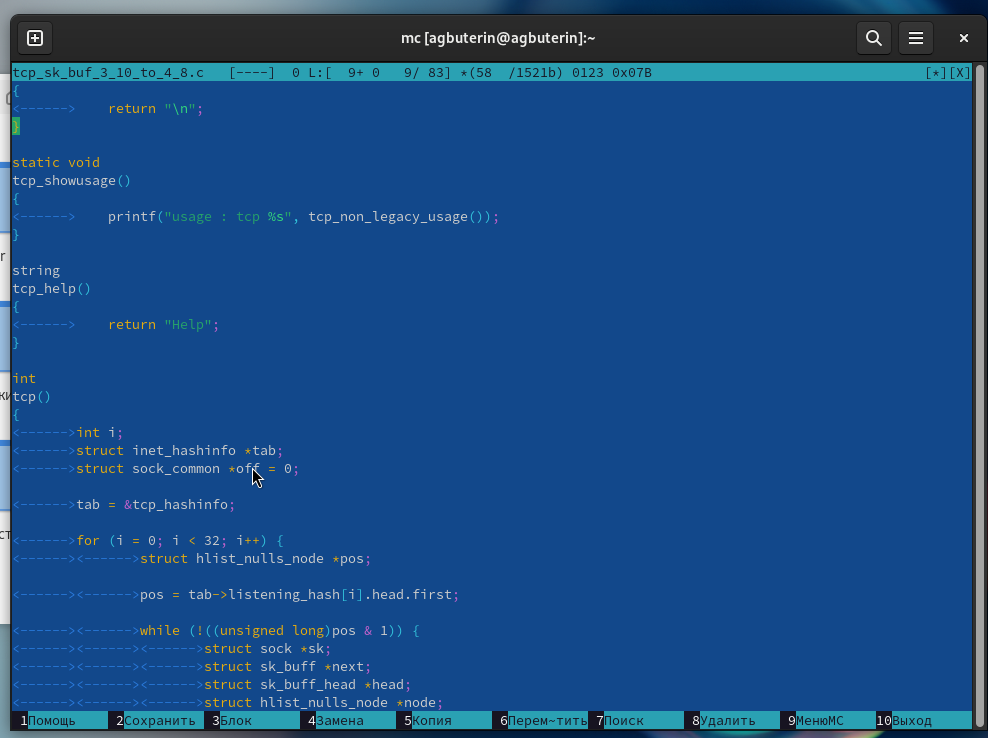 mc [agbuterin@agbuterin]:~
tcp_sk_buf_3_10_to_4_8.c   [----]  0 L:[  9+ 0   9/ 83] *(58  /1521b) 0123 0x07B   [*][X]
{
<------>    return "\n";
}
static void
tcp_showusage()
{
<------>    printf("usage : tcp %s", tcp_non_legacy_usage());
}
string
tcp_help()
{
<------>    return "Help";
}
int
tcp()
{
<------>int i;
<------>struct inet_hashinfo *tab;
<------>struct sock_common *off = 0;
<------>tab = &tcp_hashinfo;
<------>for (i = 0; i < 32; i++) {
<------><------>struct hlist_nulls_node *pos;
<------><------>pos = tab->listening_hash[i].head.first;
<------><------>while (!((unsigned long)pos & 1)) {
<------><------><------>struct sock *sk;
<------><------><------>struct sk_buff *next;
<------><------><------>struct sk_buff_head *head;
<------><------><------>struct hlist_nulls_node *node;
1Помощь 2Сохранить 3Блок 4Замена 5Копия 6Перем~тить 7Поиск 8Удалить 9МенюМС 10Выход